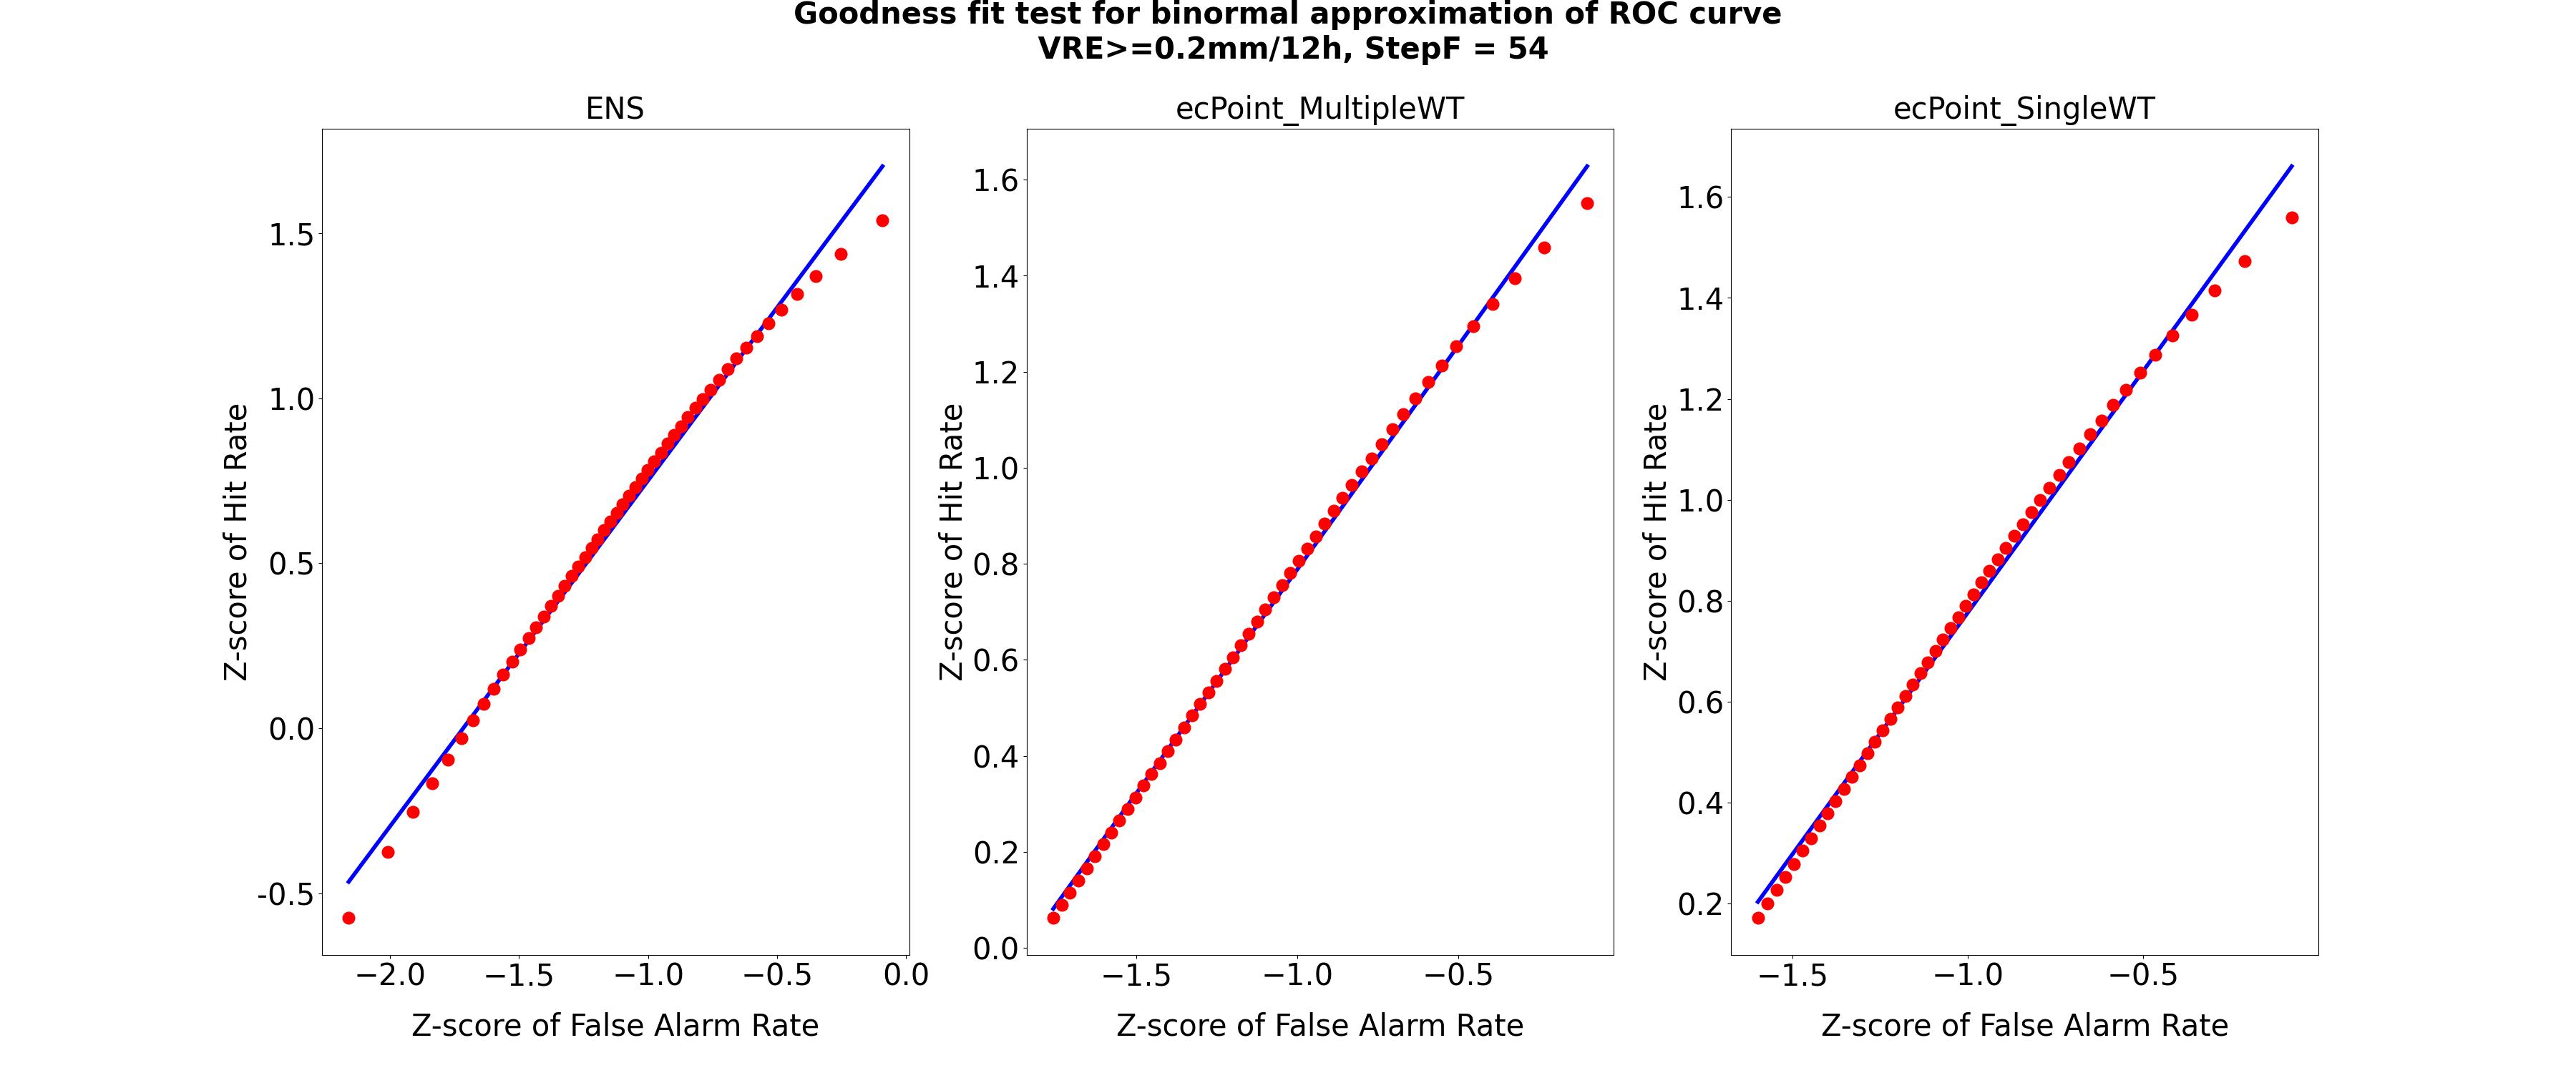 Goodness fit test for binormal approximation of ROC curve
VRE>=0.2mm/12h, StepF = 54
ENS
1.5
1.0
0.5
0.0
-0.5
Z-score of Hit Rate
−2.0 −1.5 −1.0 −0.5 0.0
Z-score of False Alarm Rate
ecPoint_MultipleWT
1.6
1.4
1.2
1.0
0.8
0.6
0.4
0.2
0.0
Z-score of Hit Rate
−1.5 −1.0 −0.5
Z-score of False Alarm Rate
ecPoint_SingleWT
1.6
1.4
1.2
1.0
0.8
0.6
0.4
0.2
Z-score of Hit Rate
−1.5 −1.0 −0.5
Z-score of False Alarm Rate